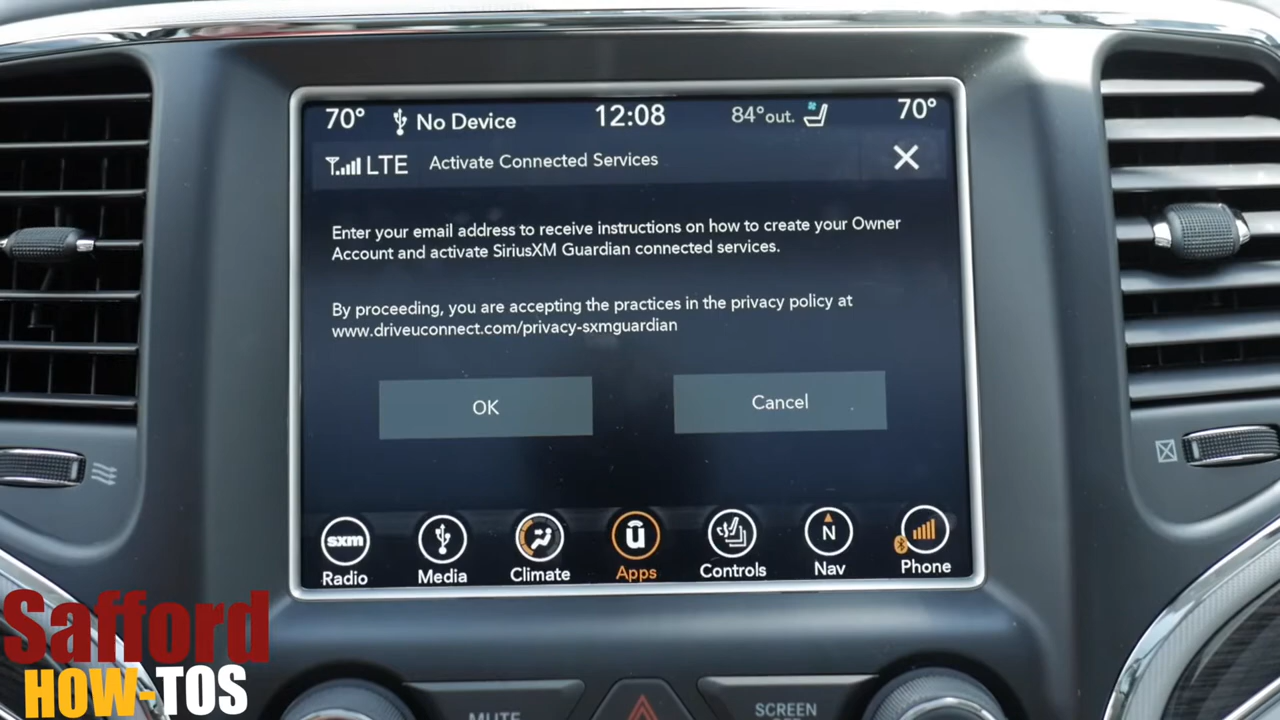 70° No Device 12:08 84°out. 70°
LTE Activate Connected Services
Enter your email address to receive instructions on how to create your Owner
Account and activate SiriusXM Guardian connected services.
By proceeding, you are accepting the practices in the privacy policy at
www.driveuconnect.com/privacy-sxmguardian
OK Cancel
sxm ū N
Radio Media Climate Apps Controls Nav Phone
Safford
HOW-TOS
MUTE SCREEN
OFF